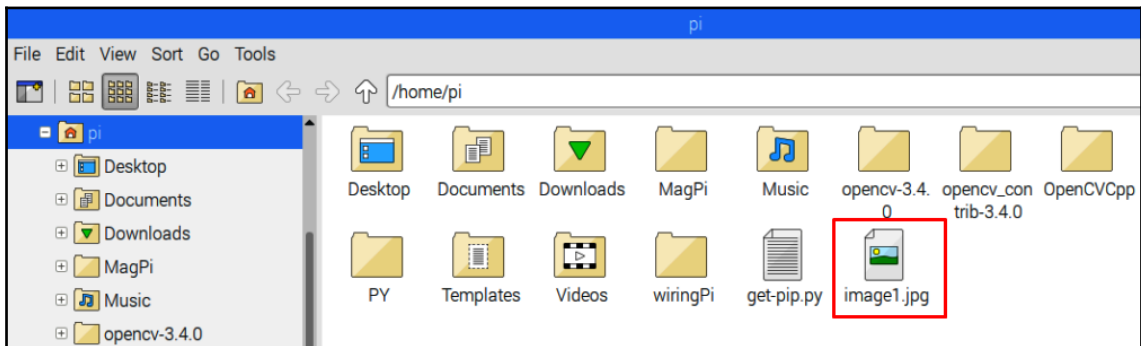 pi
File Edit View Sort Go Tools
/home/pi
pi
Desktop
Documents
Downloads
MagPi
Music
opencv-3.4.0
Desktop Documents Downloads MagPi Music opencv-3.4. opencv_con OpenCVCpp
0 trib-3.4.0
PY Templates Videos wiringPi get-pip.py image1.jpg